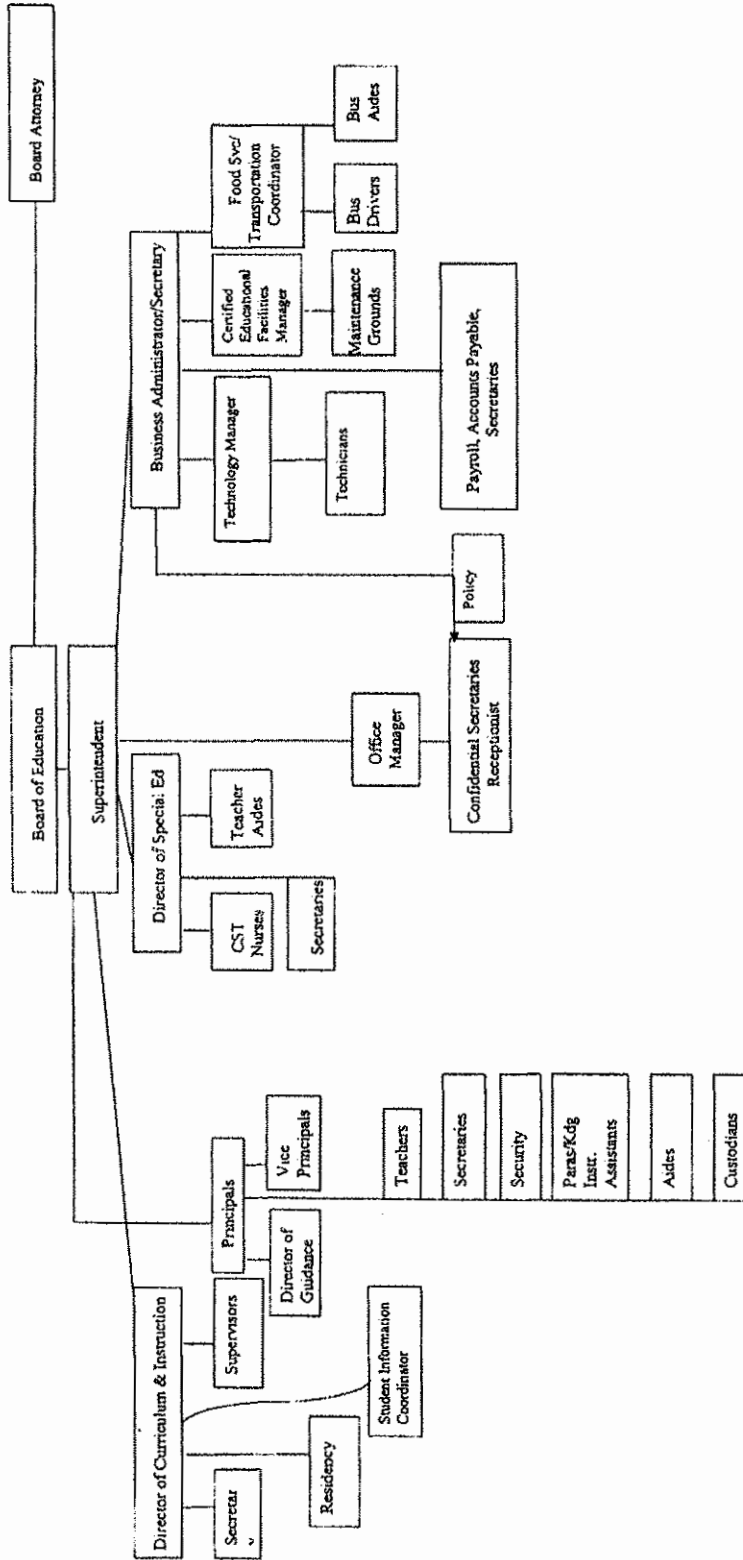 Board of Education
Board Attorney
Superintendent
Director of Curriculum & Instruction
Director of Special Ed
Business Administrator/Secretary
Secretar
y
Supervisors
Principals
CST
Nurses
Teacher
Aides
Technology Manager
Certified
Educational
Facilities
Manager
Food Svc/
Transportation
Coordinator
Residency
Director of
Guidance
Vice
Principals
Secretaries
Technicians
Maintenance
Grounds
Bus
Drivers
Bus
Aides
Student Information
Coordinator
Teachers
Office
Manager
Secretaries
Confidential Secretaries
Receptionist
Policy
Payroll, Accounts Payable,
Secretaries
Security
Paras/Kdg
Instr.
Assistants
Aides
Custodians